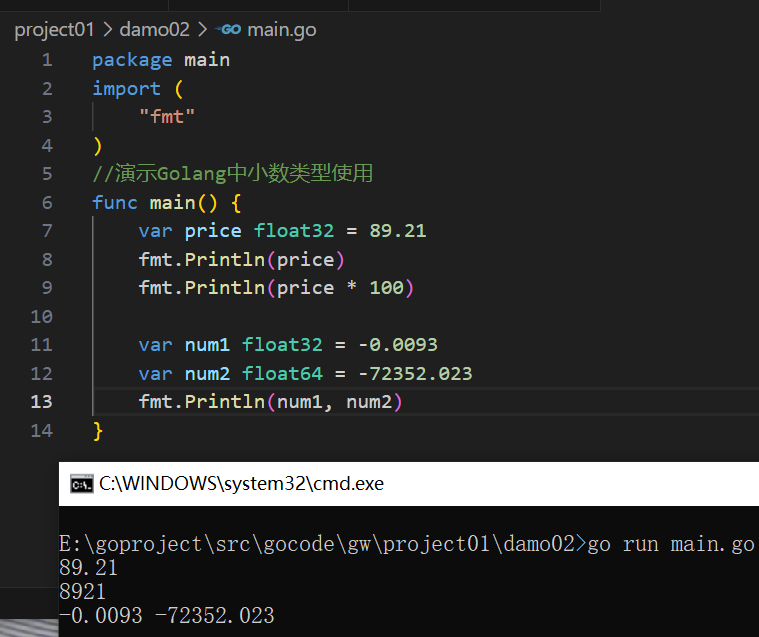 project01 > damo02 > GO main.go
1 package main
2 import (
3     "fmt"
4 )
5 //演示Golang中小数类型使用
6 func main() {
7     var price float32 = 89.21
8     fmt.Println(price)
9     fmt.Println(price * 100)
10
11     var num1 float32 = -0.0093
12     var num2 float64 = -72352.023
13     fmt.Println(num1, num2)
14 }
C:\WINDOWS\system32\cmd.exe
E:\goproject\src\gocode\gw\project01\damo02>go run main.go
89.21
8921
-0.0093 -72352.023